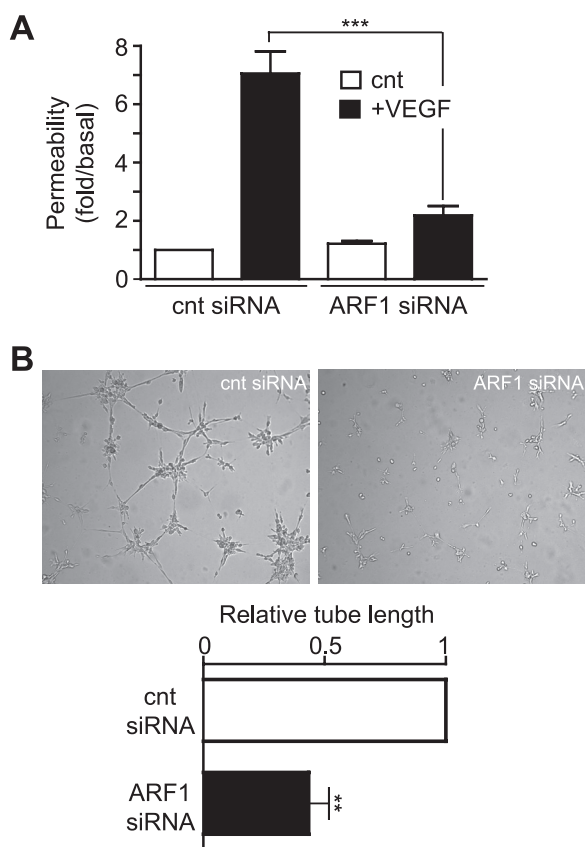 A
***
Permeability
(fold/basal)
8
6
4
2
0
cnt
+VEGF
cnt siRNA
ARF1 siRNA
B
cnt siRNA
ARF1 siRNA
Relative tube length
0
0.5
1
cnt
siRNA
ARF1
siRNA
**